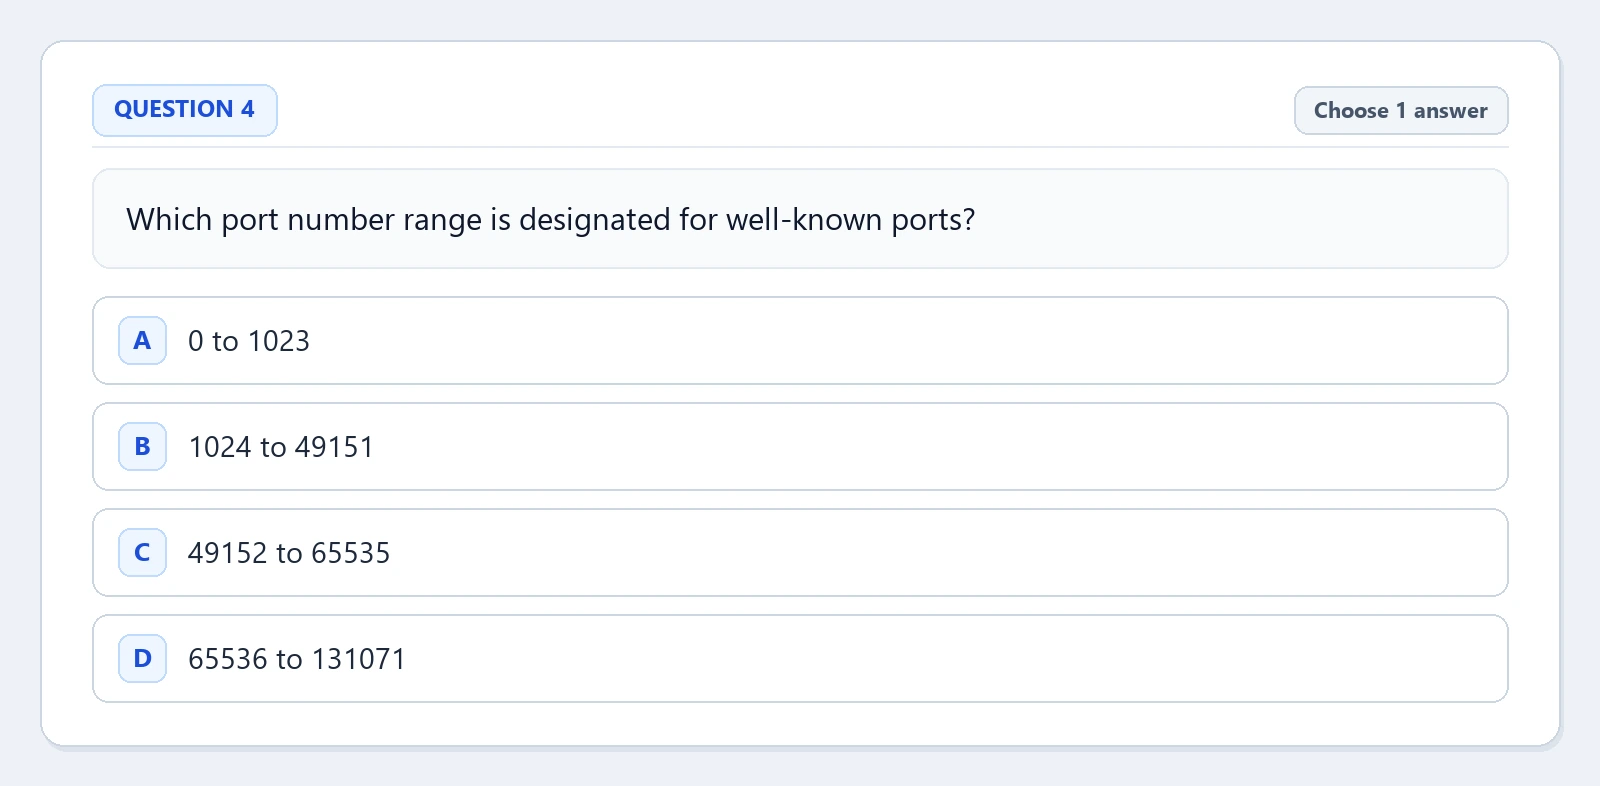 QUESTION 4
Choose 1 answer
Which port number range is designated for well-known ports?
A 0 to 1023
B 1024 to 49151
C 49152 to 65535
D 65536 to 131071